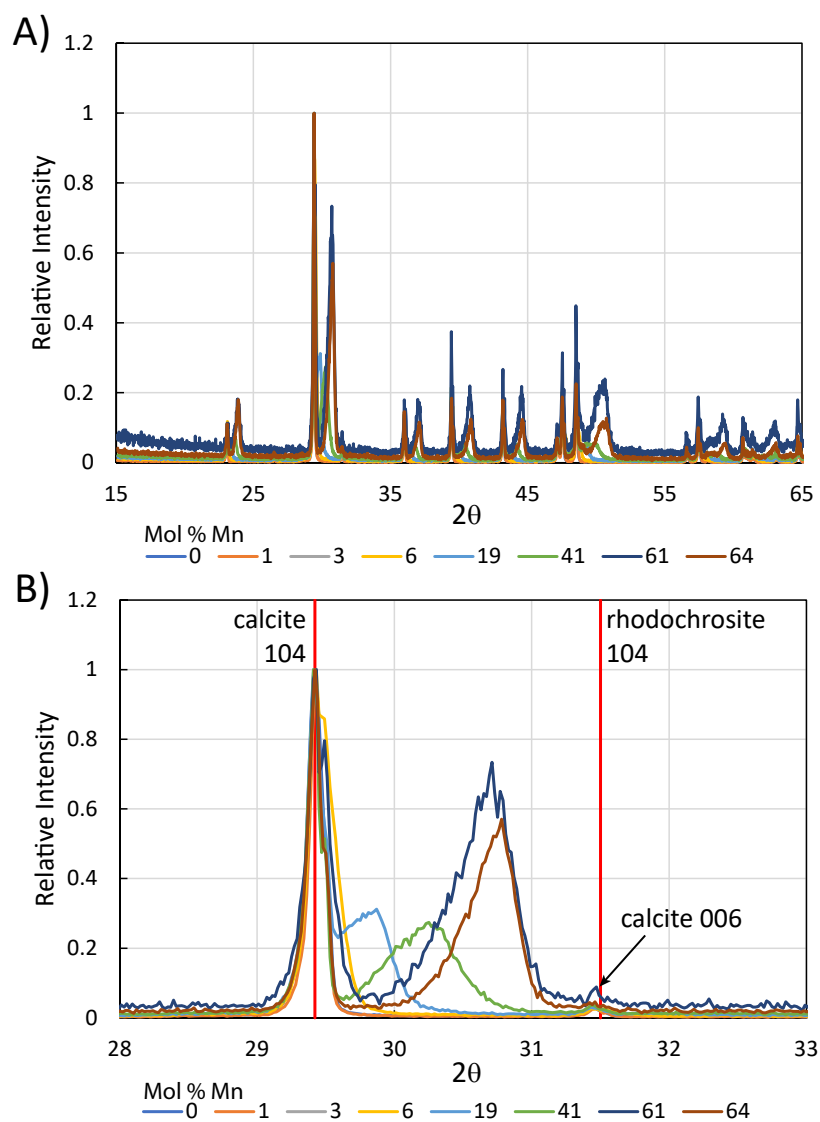 A)
1.2
1
0.8
0.6
0.4
0.2
0
Relative Intensity
15 25 35 45 55 65
2θ
Mol % Mn
0 1 3 6 19 41 61 64
B)
1.2
1
0.8
0.6
0.4
0.2
0
Relative Intensity
calcite
104
rhodochrosite
104
calcite 006
28 29 30 31 32 33
2θ
Mol % Mn
0 1 3 6 19 41 61 64